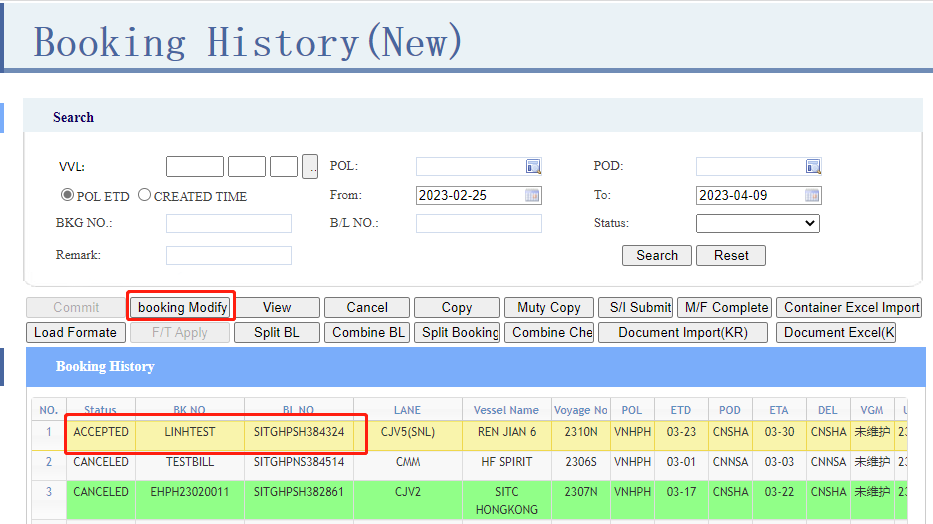 Booking History(New)
Search
VVL: .. POL: POD:
POL ETD CREATED TIME From: 2023-02-25 To: 2023-04-09
BKG NO.: B/L NO.: Status:
Remark: Search Reset
Commit booking Modify View Cancel Copy Muty Copy S/I Submit M/F Complete Container Excel Import
Load Formate F/T Apply Split BL Combine BL Split Booking Combine Che Document Import(KR) Document Excel(K
Booking History
NO. Status BK NO BL NO LANE Vessel Name Voyage No POL ETD POD ETA DEL VGM
1 ACCEPTED LINHTEST SITGHPSH384324 CJV5(SNL) REN JIAN 6 2310N VNHPH 03-23 CNSHA 03-30 CNSHA 未维护 23
2 CANCELED TESTBILL SITGHPNS384514 CMM HF SPIRIT 2306S VNHPH 03-01 CNNSA 03-03 CNNSA 未维护 23
3 CANCELED EHPH23020011 SITGHPSH382861 CJV2 SITC HONGKONG 2307N VNHPH 03-17 CNSHA 03-22 CNSHA 未维护 23